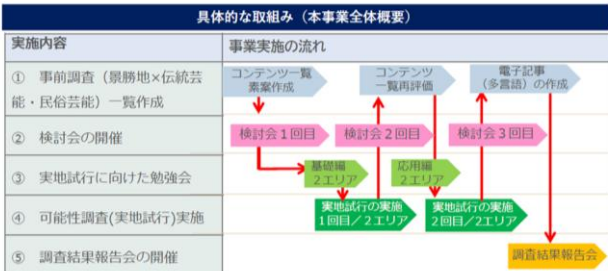 具体的な取組み（本事業全体概要）
実施内容
事業実施の流れ
① 事前調査（景勝地×伝統芸
能・民俗芸能）一覧作成
コンテンツ一覧
素案作成
コンテンツ
一覧再評価
電子記事
（多言語）の作成
② 検討会の開催
検討会１回目
検討会２回目
検討会３回目
③ 実地試行に向けた勉強会
基礎編
２エリア
応用編
２エリア
④ 可能性調査(実地試行)実施
実地試行の実施
１回目／２エリア
実地試行の実施
２回目/２エリア
⑤ 調査結果報告会の開催
調査結果報告会